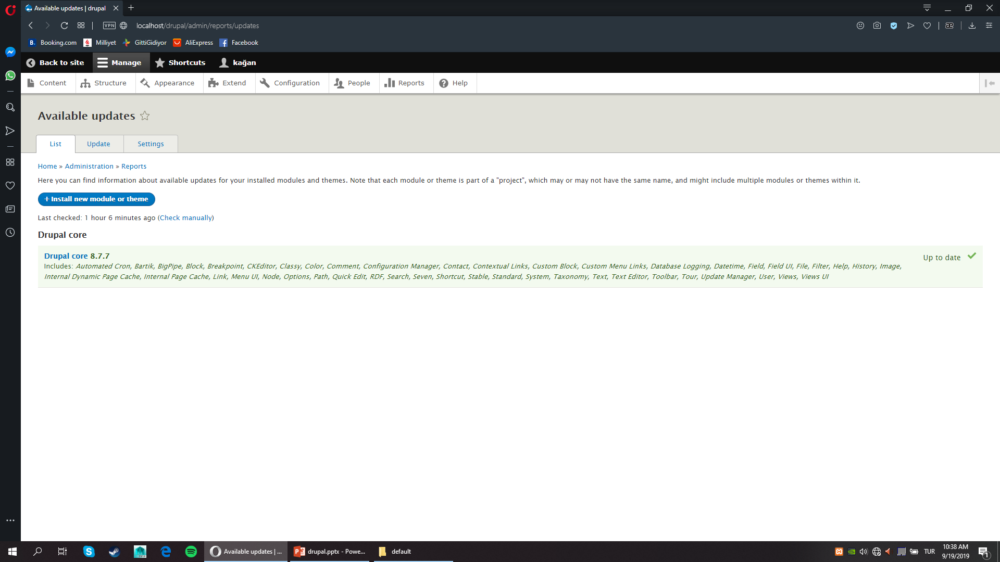 Available updates | drupal
VPN
localhost/drupal/admin/reports/updates
B. Booking.com Milliyet GittiGidiyor AliExpress Facebook
Back to site Manage Shortcuts kağan
Content Structure Appearance Extend Configuration People Reports Help
Available updates
List Update Settings
Home » Administration » Reports
Here you can find information about available updates for your installed modules and themes. Note that each module or theme is part of a "project", which may or may not have the same name, and might include multiple modules or themes within it.
+ Install new module or theme
Last checked: 1 hour 6 minutes ago (Check manually)
Drupal core
Drupal core 8.7.7
Up to date
Includes: Automated Cron, Bartik, BigPipe, Block, Breakpoint, CKEditor, Classy, Color, Comment, Configuration Manager, Contact, Contextual Links, Custom Block, Custom Menu Links, Database Logging, Datetime, Field, Field UI, File, Filter, Help, History, Image,
Internal Dynamic Page Cache, Internal Page Cache, Link, Menu UI, Node, Options, Path, Quick Edit, RDF, Search, Seven, Shortcut, Stable, Standard, System, Taxonomy, Text, Text Editor, Toolbar, Tour, Update Manager, User, Views, Views UI
Available updates | ... drupal.pptx - Powe... default
TUR
10:38 AM
9/19/2019
1